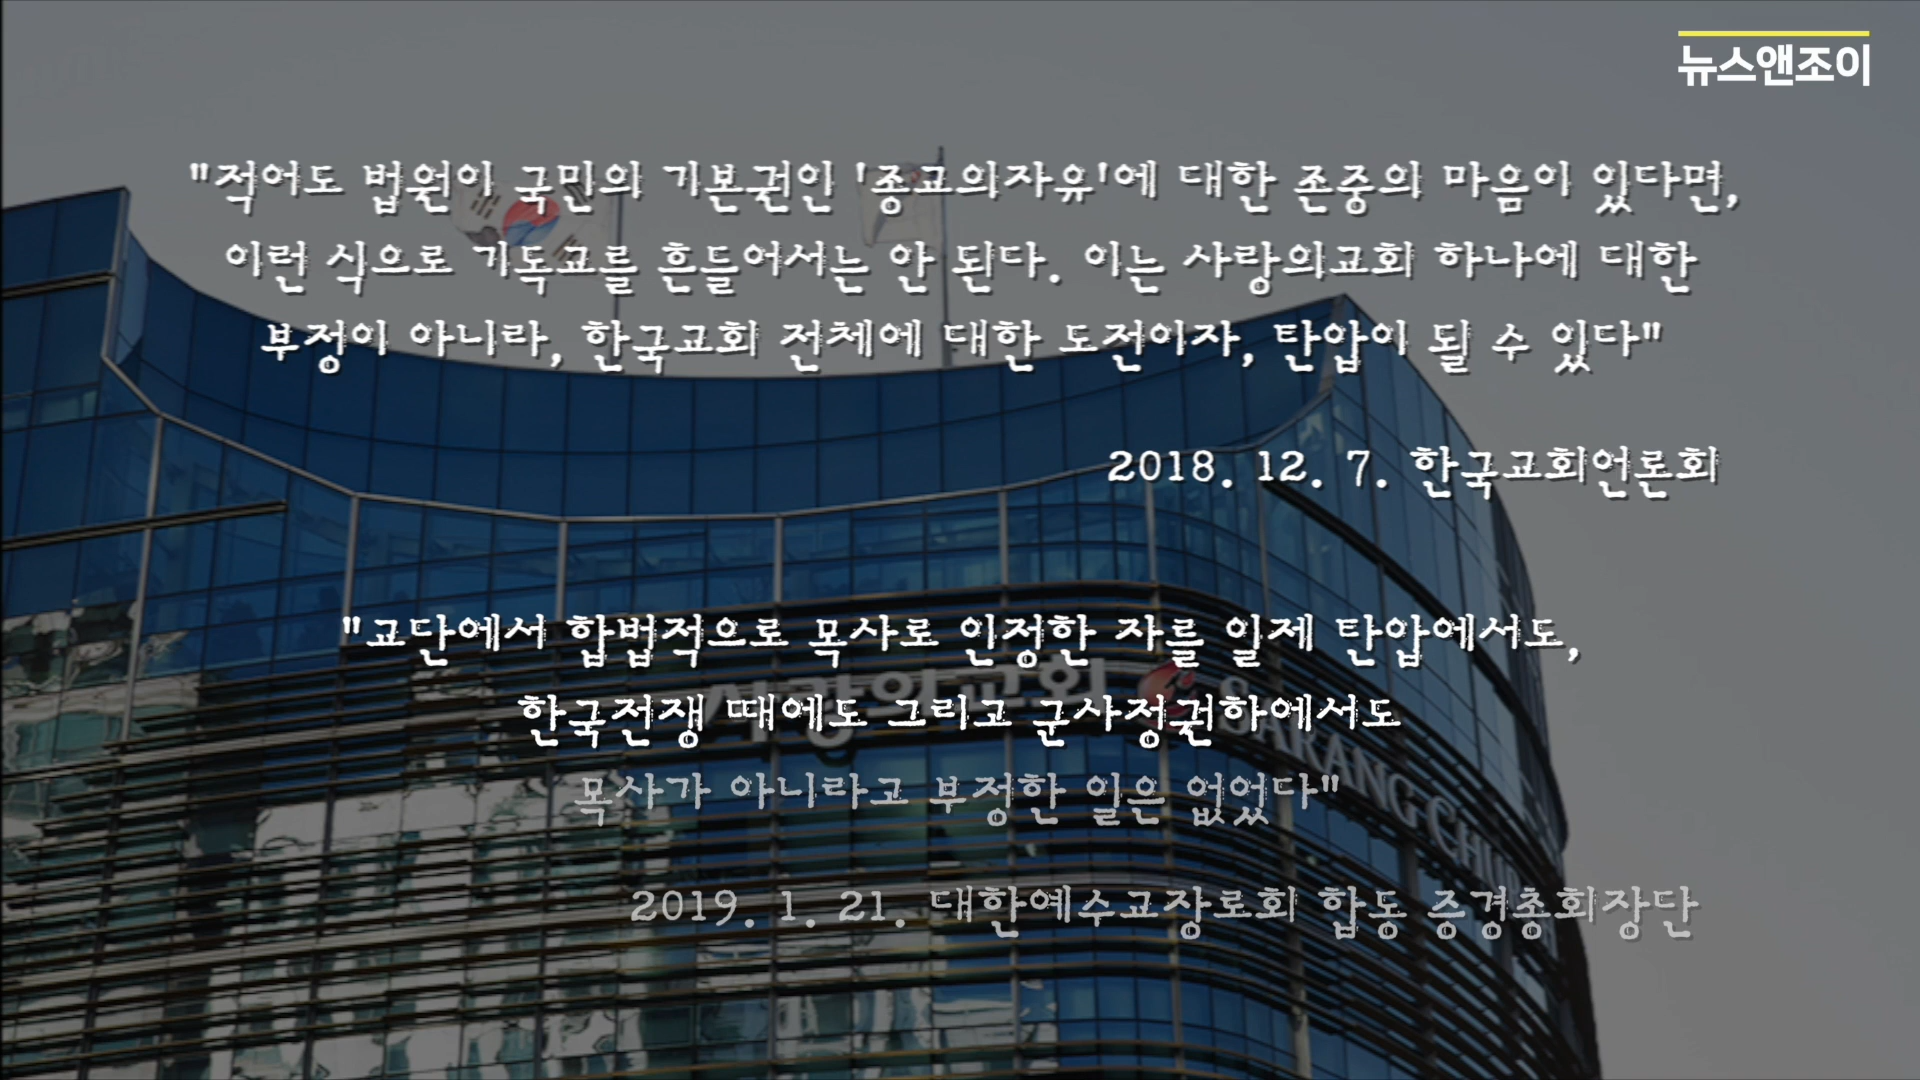 뉴스앤조이
"적어도 법원이 국민의 기본권인 '종교의자유'에 대한 존중의 마음이 있다면,
이런 식으로 기독교를 흔들어서는 안 된다. 이는 사랑의교회 하나에 대한
부정이 아니라, 한국교회 전체에 대한 도전이자, 탄압이 될 수 있다"
2018. 12. 7. 한국교회언론회
"교단에서 합법적으로 목사로 인정한 자를 일제 탄압에서도,
한국전쟁 때에도 그리고 군사정권하에서도
목사가 아니라고 부정한 일은 없었다"
2019. 1. 21. 대한예수교장로회 합동 증경총회장단
사랑의교회 SARANG